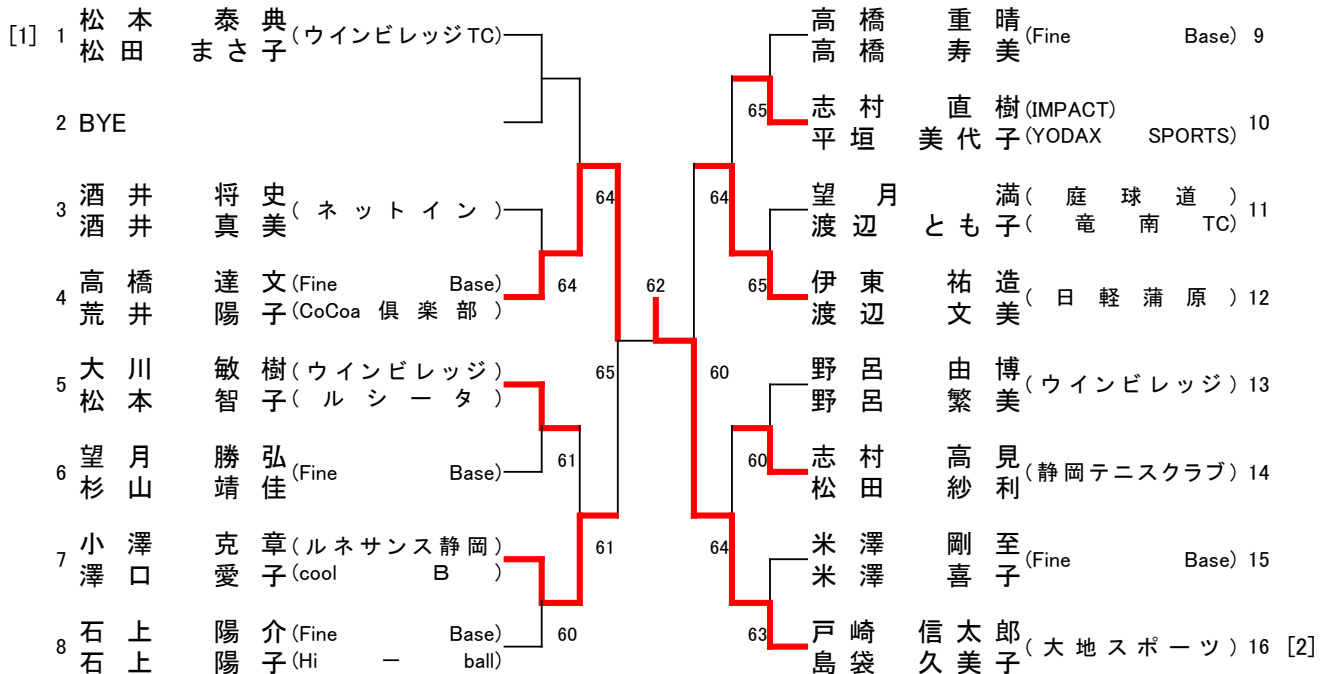 [1] 1 松本 泰典 (ウインビレッジTC)
松田 まさ子
2 BYE
3 酒井 将史 (ネットイン)
酒井 真美
4 高橋 達文 (Fine Base)
荒井 陽子 (CoCoa 倶楽部)
5 大川 敏樹 (ウインビレッジ)
松本 智子 (ルシータ)
6 望月 勝弘 (Fine Base)
杉山 靖佳
7 小澤 克章 (ルネサンス静岡)
澤口 愛子 (cool B)
8 石上 陽介 (Fine Base)
石上 陽子 (Hi － ball)
64
64
65
61
61
60
62
高橋 重晴 (Fine Base) 9
高橋 寿美
志村 直樹 (IMPACT) 10
平垣 美代子 (YODAX SPORTS)
望月 満 (庭球道) 11
渡辺 とも子 (竜南 TC)
伊東 祐造 (日軽蒲原) 12
渡辺 文美
野呂 由博 (ウインビレッジ) 13
野呂 繁美
志村 高見 (静岡テニスクラブ) 14
松田 紗利
米澤 剛至 (Fine Base) 15
米澤 喜子
戸崎 信太郎 (大地スポーツ) 16 [2]
島袋 久美子
65
64
65
60
60
64
63